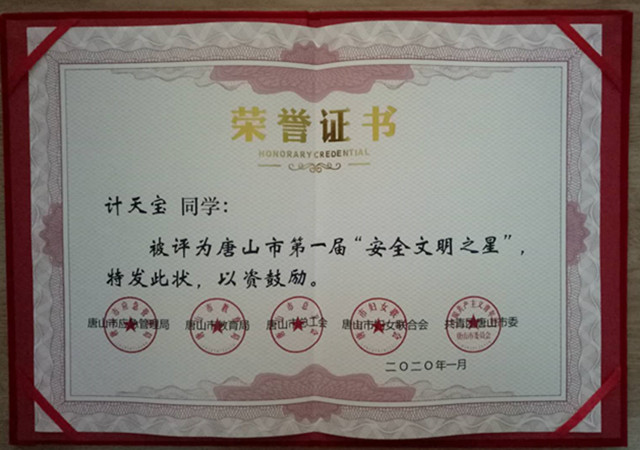 荣誉证书
HONORARY CREDENTIAL
计天宝 同学：
被评为唐山市第一届“安全文明之星”，
特发此状，以资鼓励。
唐山市应急管理局 唐山市教育局 唐山市总工会 唐山市妇女联合会 共青团唐山市委
二〇二〇年一月